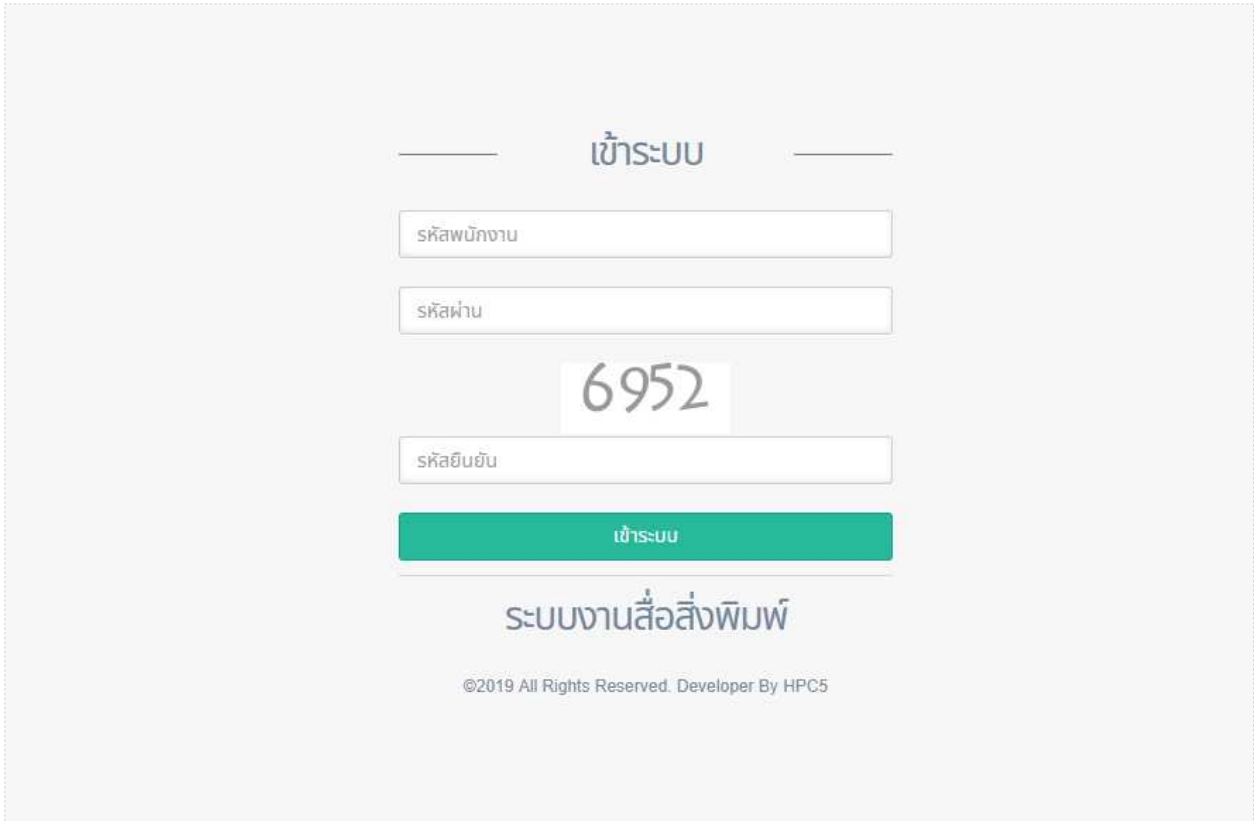 เข้าระบบ
รหัสพนักงาน
รหัสผ่าน
6952
รหัสยืนยัน
เข้าระบบ
ระบบงานสื่อสิ่งพิมพ์
©2019 All Rights Reserved. Developer By HPC5